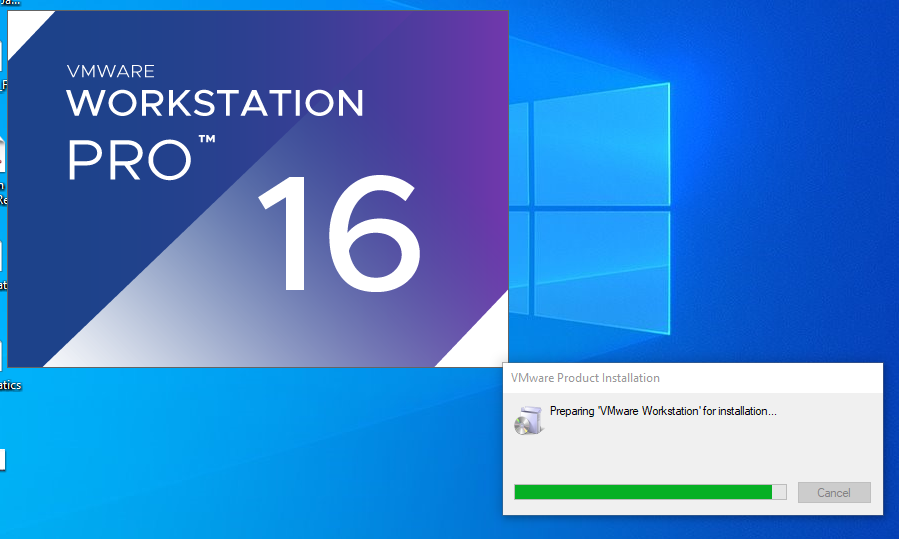 VMWARE
WORKSTATION
PRO™
16
VMware Product Installation
Preparing 'VMware Workstation' for installation...
Cancel